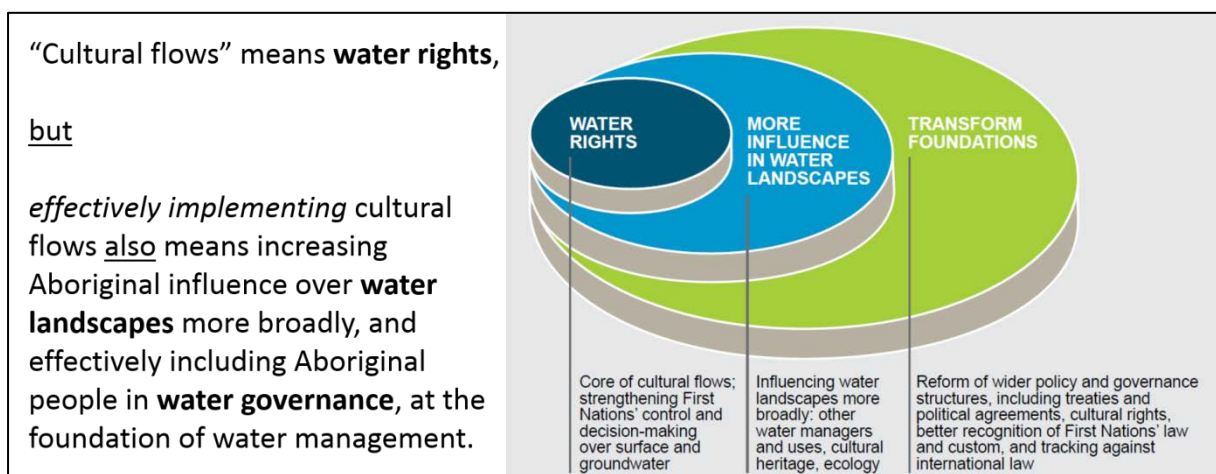 “Cultural flows” means water rights,
but
effectively implementing cultural
flows also means increasing
Aboriginal influence over water
landscapes more broadly, and
effectively including Aboriginal
people in water governance, at the
foundation of water management.
WATER
RIGHTS
MORE
INFLUENCE
IN WATER
LANDSCAPES
TRANSFORM
FOUNDATIONS
Core of cultural flows;
strengthening First
Nations’ control and
decision-making
over surface and
groundwater
Influencing water
landscapes more
broadly: other
water managers
and uses, cultural
heritage, ecology
Reform of wider policy and governance
structures, including treaties and
political agreements, cultural rights,
better recognition of First Nations’ law
and custom, and tracking against
international law